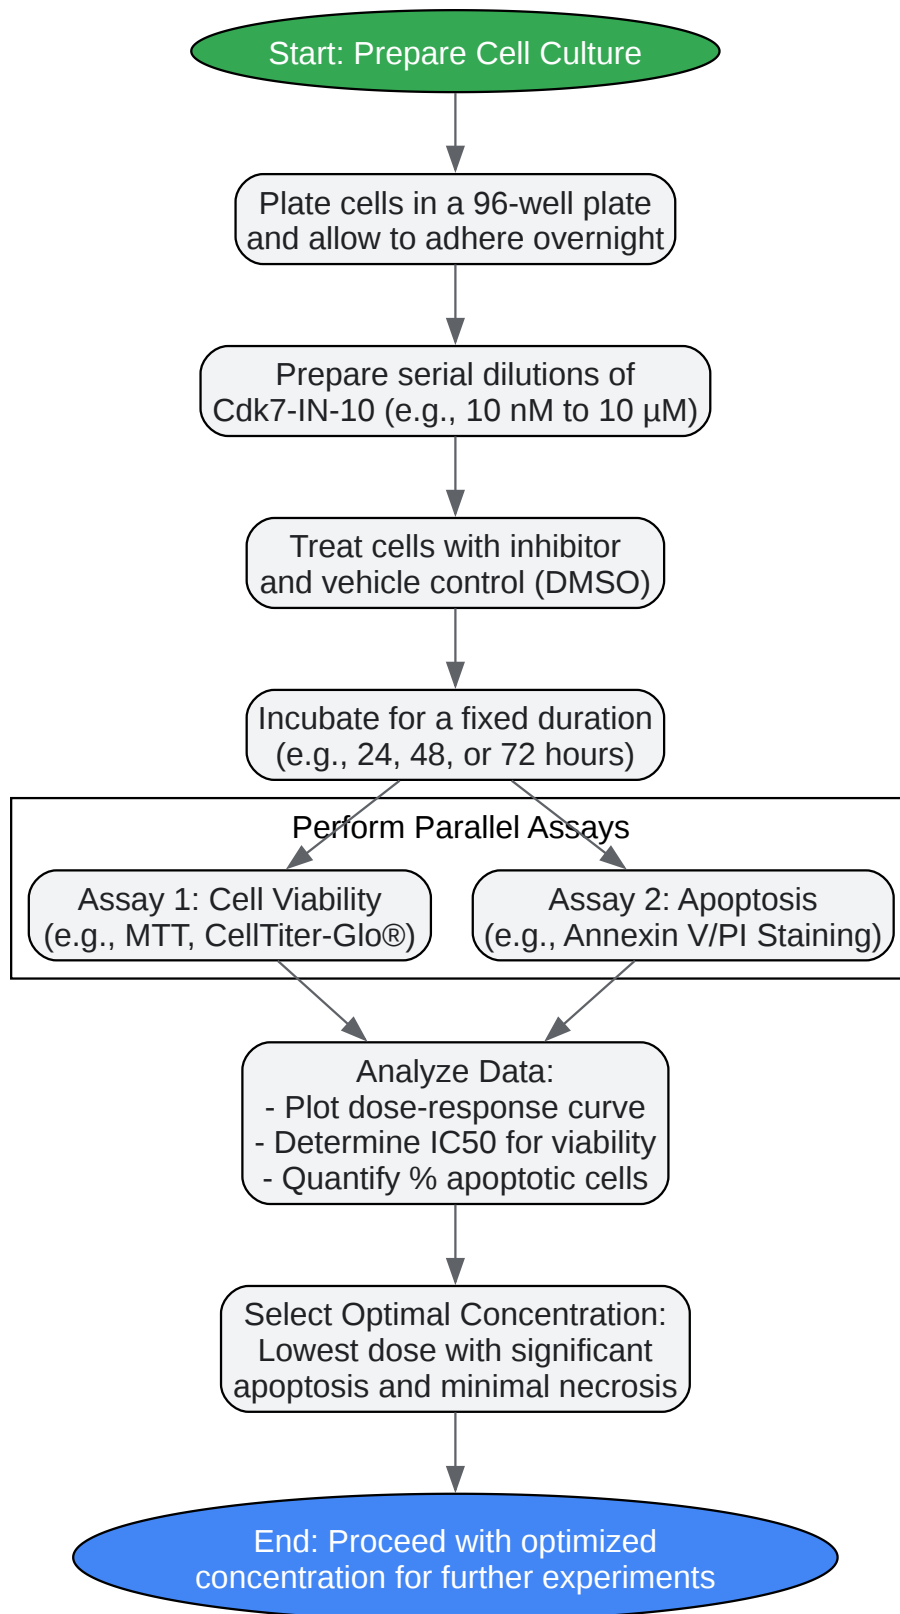 Start: Prepare Cell Culture
Plate cells in a 96-well plate
and allow to adhere overnight
Prepare serial dilutions of
Cdk7-IN-10 (e.g., 10 nM to 10 µM)
Treat cells with inhibitor
and vehicle control (DMSO)
Incubate for a fixed duration
(e.g., 24, 48, or 72 hours)
Perform Parallel Assays
Assay 1: Cell Viability
(e.g., MTT, CellTiter-Glo®)
Assay 2: Apoptosis
(e.g., Annexin V/PI Staining)
Analyze Data:
- Plot dose-response curve
- Determine IC50 for viability
- Quantify % apoptotic cells
Select Optimal Concentration:
Lowest dose with significant
apoptosis and minimal necrosis
End: Proceed with optimized
concentration for further experiments